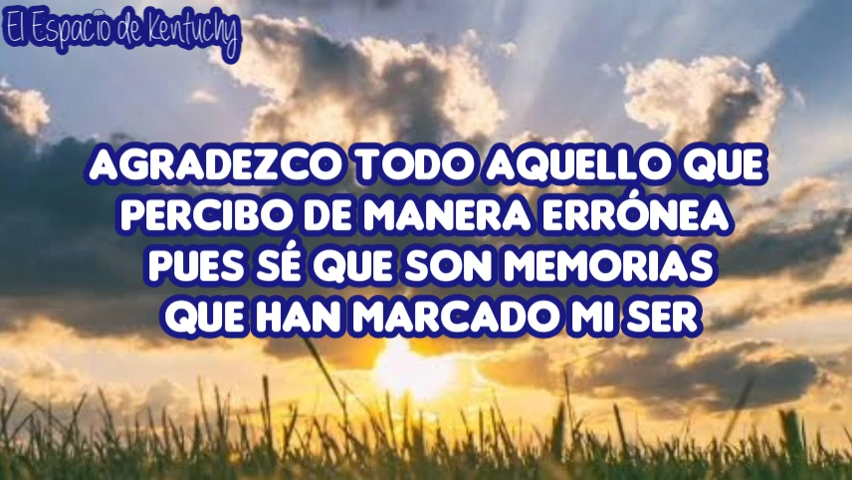 El Espacio de Kentuchy
AGRADEZCO TODO AQUELLO QUE
PERCIBO DE MANERA ERRÓNEA
PUES SÉ QUE SON MEMORIAS
QUE HAN MARCADO MI SER